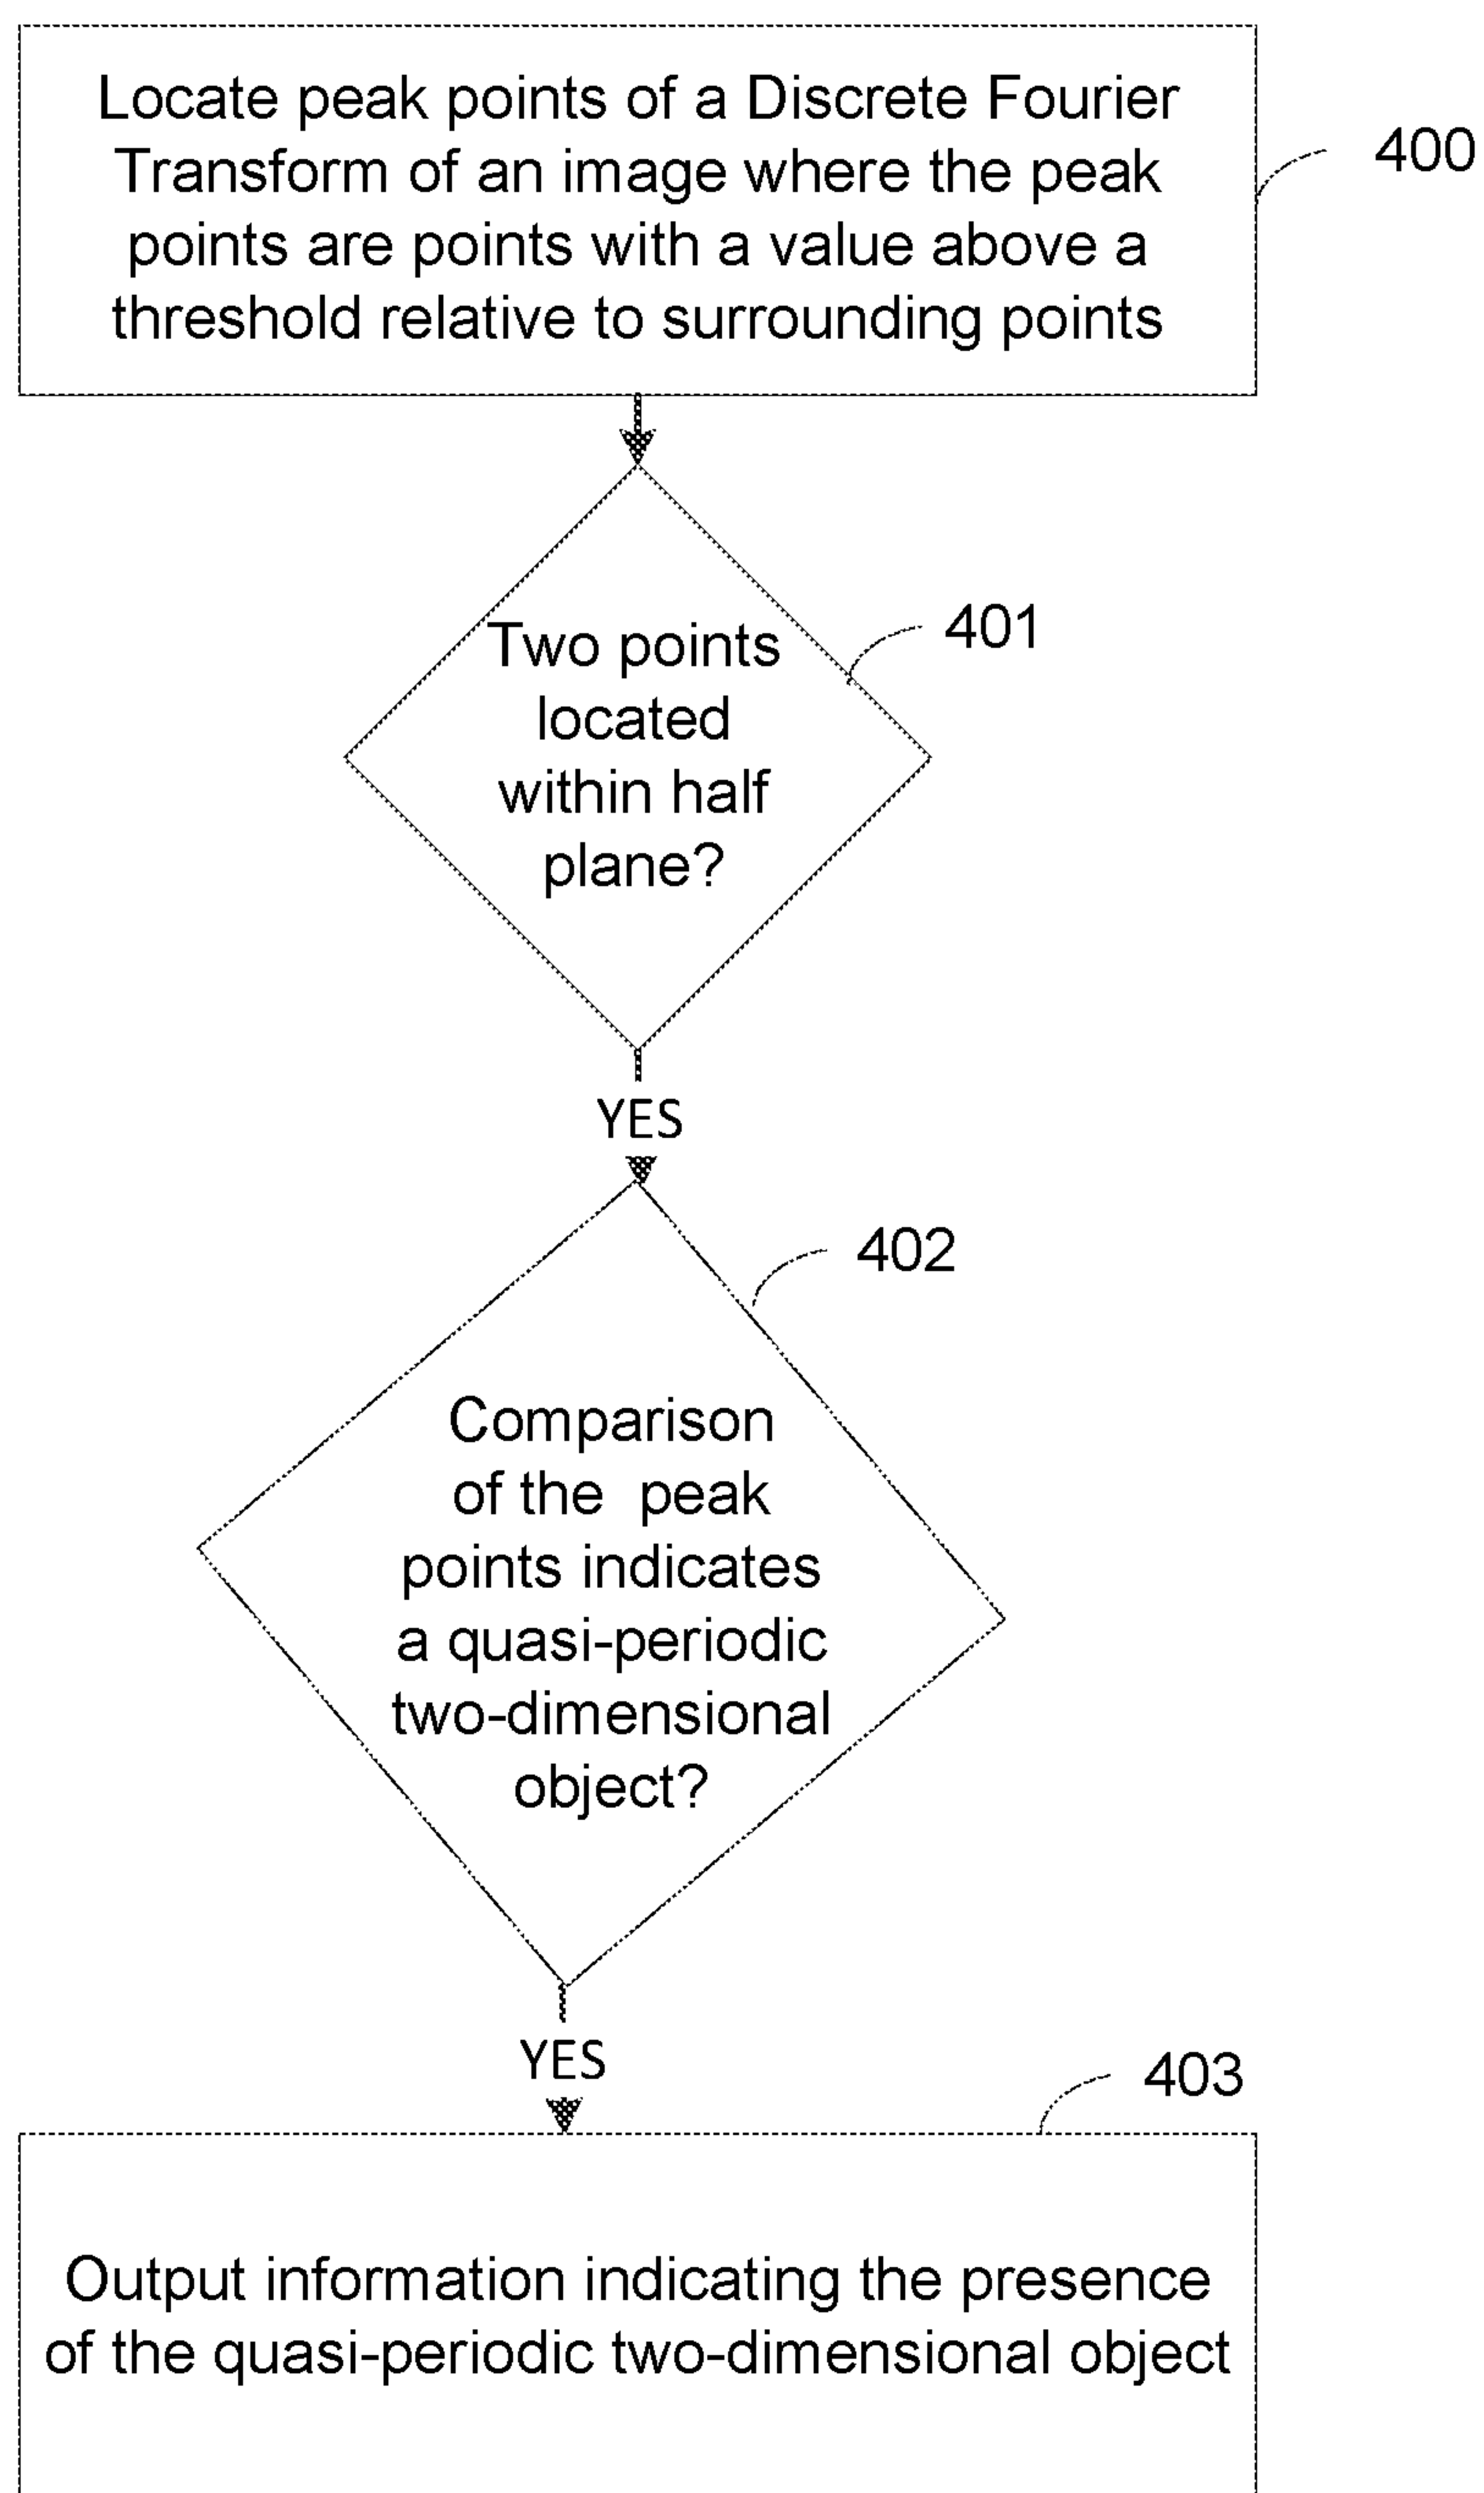 Locate peak points of a Discrete Fourier
Transform of an image where the peak
points are points with a value above a
threshold relative to surrounding points
400
Two points
located
within half
plane?
401
YES
402
Comparison
of the peak
points indicates
a quasi-periodic
two-dimensional
object?
YES
403
Output information indicating the presence
of the quasi-periodic two-dimensional object